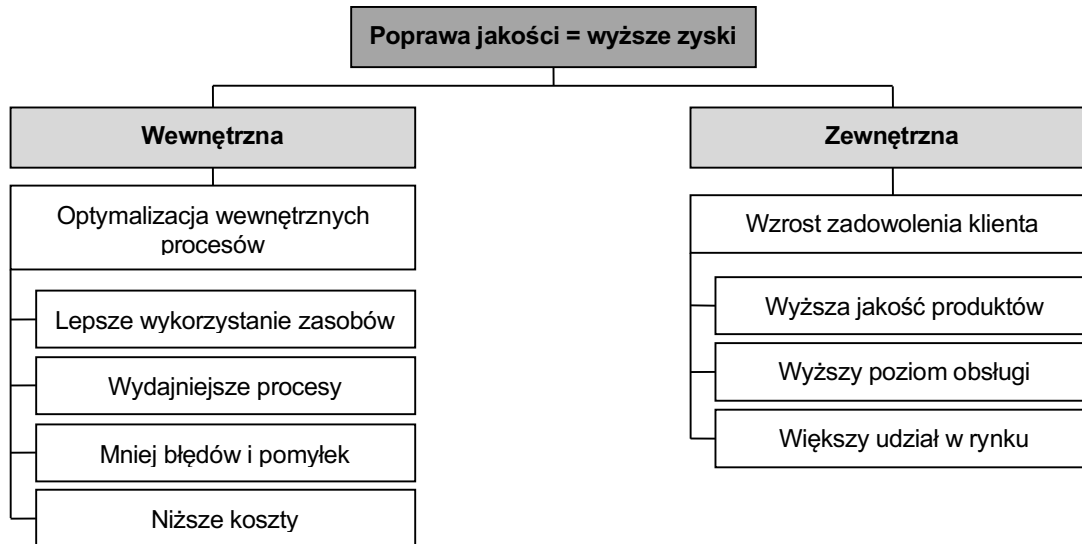 Poprawa jakości = wyższe zyski
Wewnętrzna
Optymalizacja wewnętrznych
procesów
Lepsze wykorzystanie zasobów
Wydajniejsze procesy
Mniej błędów i pomyłek
Niższe koszty
Zewnętrzna
Wzrost zadowolenia klienta
Wyższa jakość produktów
Wyższy poziom obsługi
Większy udział w rynku